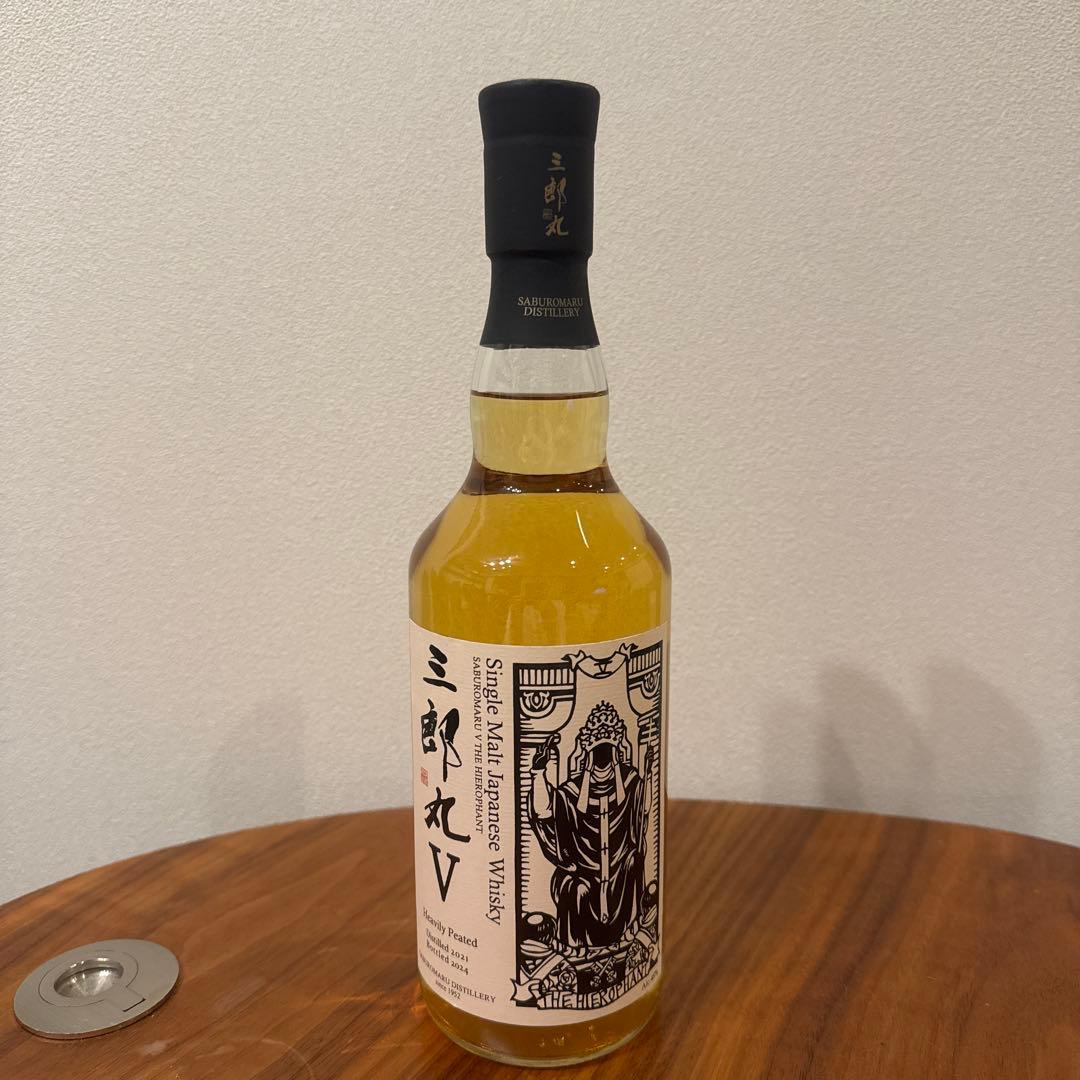 三郎丸
SABUROMARU
DISTILLERY
三郎丸 V
Single Malt Japanese Whisky
SABUROMARU V THE HIEROPHANT
Heavily Peated
Distilled 2021
Bottled 2024
SABUROMARU DISTILLERY
since 1952
V
THE HIEROPHANT